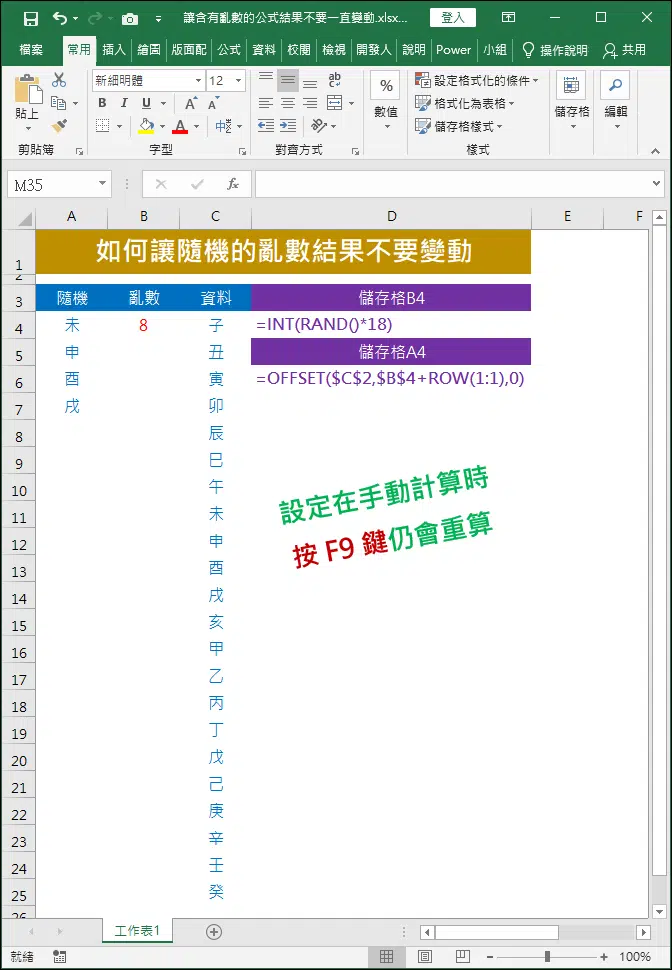 讓含有亂數的公式結果不要一直變動.xlsx... 登入
檔案 常用 插入 繪圖 版面配 公式 資料 校閱 檢視 開發人 說明 Power 小組 操作說明 共用
貼上
新細明體 12
B I U A A 中
ab
%
數值
設定格式化的條件
格式化為表格
儲存格樣式
儲存格
編輯
剪貼簿 字型 對齊方式 樣式
M35 fx
A B C D E F
1 如何讓隨機的亂數結果不要變動
2
3 隨機 亂數 資料 儲存格B4
4 未 8 子 =INT(RAND()*18)
5 申 丑 儲存格A4
6 酉 寅 =OFFSET($C$2,$B$4+ROW(1:1),0)
7 戌 卯
8 辰
9 巳
10 午
11 未
12 申
13 酉
14 戌
15 亥
16 甲
17 乙
18 丙
19 丁
20 戊
21 己
22 庚
23 辛
24 壬
25 癸
26
設定在手動計算時
按 F9 鍵仍會重算
工作表1
就緒 100%